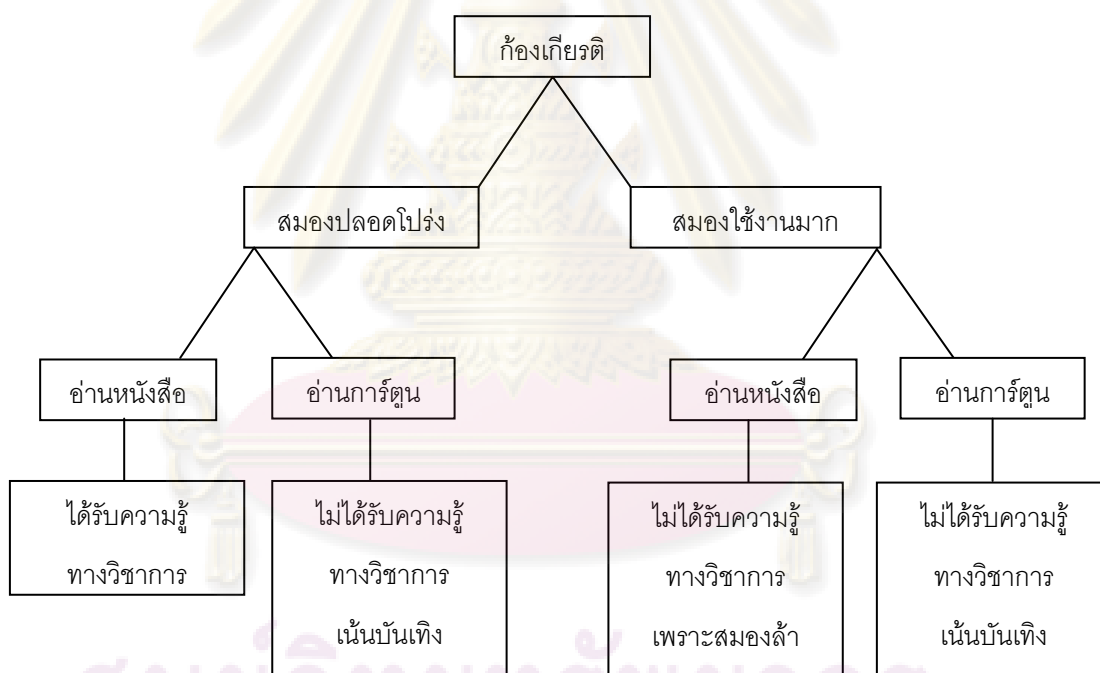 ก้องเกียรติ
สมองปลอดโปร่ง
สมองใช้งานมาก
อ่านหนังสือ
อ่านการ์ตูน
อ่านหนังสือ
อ่านการ์ตูน
ได้รับความรู้
ทางวิชาการ
ไม่ได้รับความรู้
ทางวิชาการ
เน้นบันเทิง
ไม่ได้รับความรู้
ทางวิชาการ
เพราะสมองล้า
ไม่ได้รับความรู้
ทางวิชาการ
เน้นบันเทิง